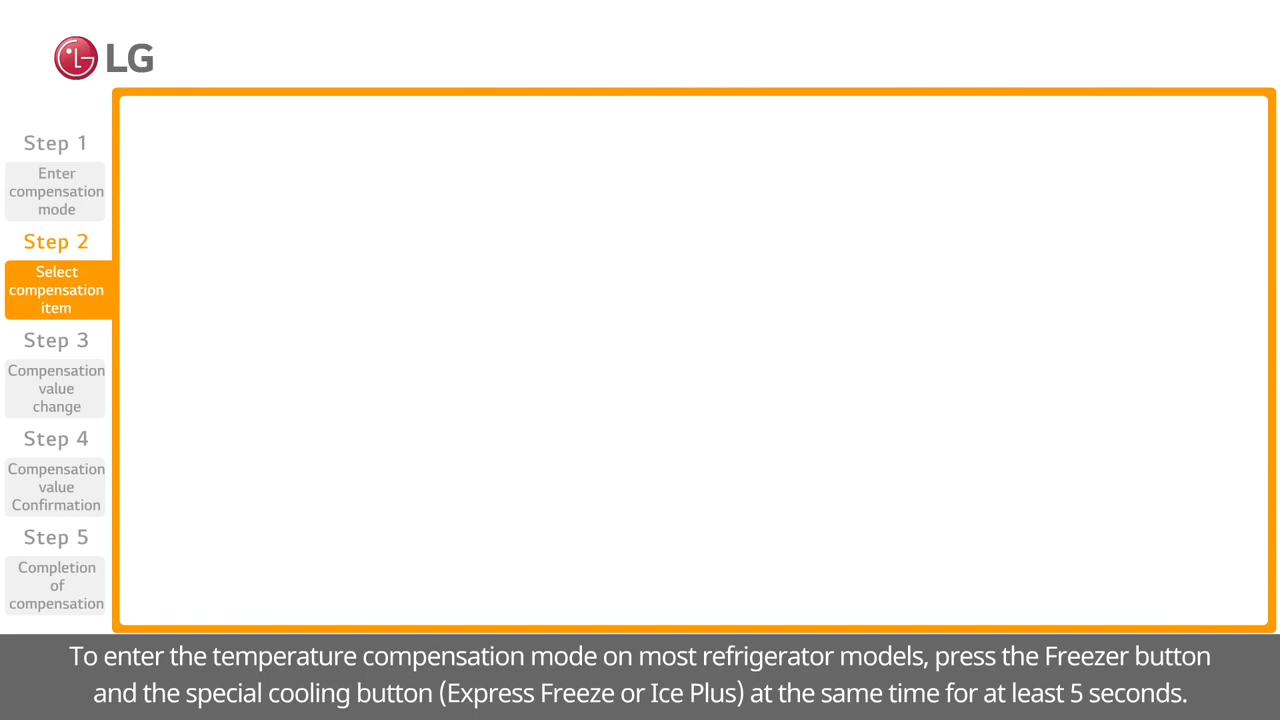 LG
Step 1
Enter
compensation
mode
Step 2
Select
compensation
item
Step 3
Compensation
value
change
Step 4
Compensation
value
Confirmation
Step 5
Completion
of
compensation
To enter the temperature compensation mode on most refrigerator models, press the Freezer button
and the special cooling button (Express Freeze or Ice Plus) at the same time for at least 5 seconds.